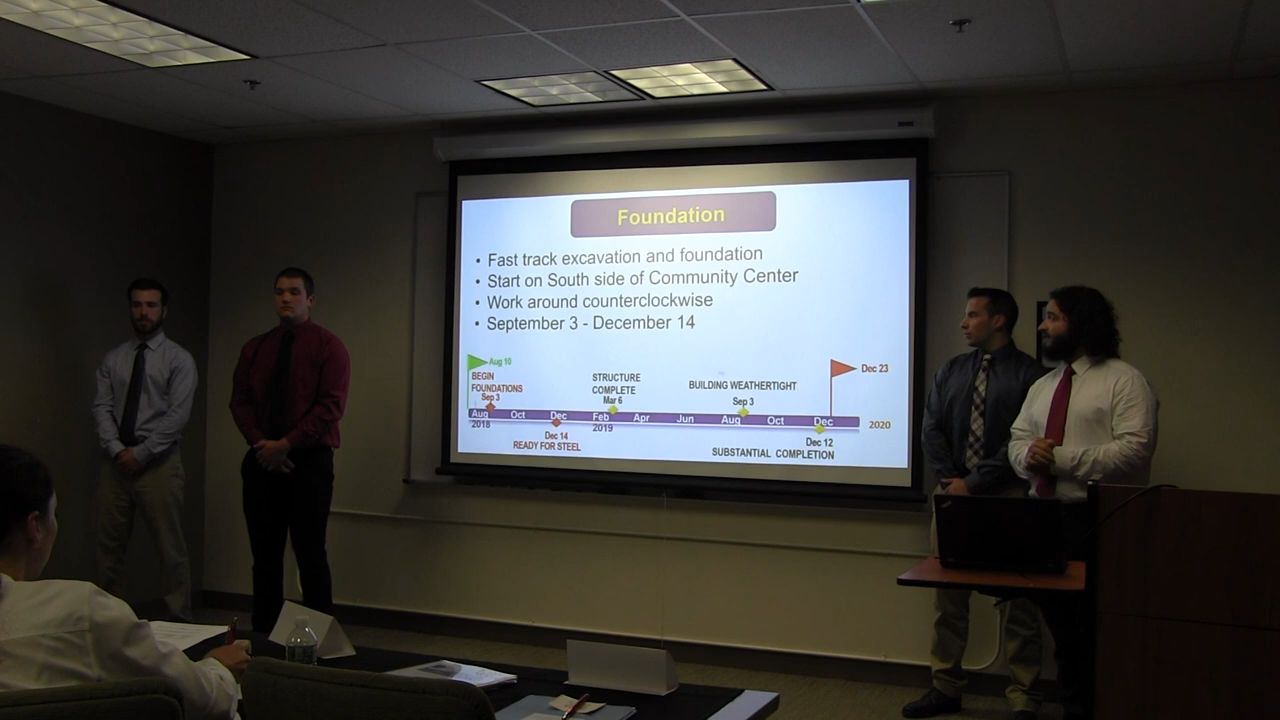 Foundation
• Fast track excavation and foundation
• Start on South side of Community Center
• Work around counterclockwise
• September 3 - December 14
Aug 10
Dec 23
BEGIN
FOUNDATIONS
Sep 3
STRUCTURE
COMPLETE
Mar 6
BUILDING WEATHERTIGHT
Sep 3
Aug Oct Dec Feb Apr Jun Aug Oct Dec
2018 2019 2020
Dec 14
READY FOR STEEL
Dec 12
SUBSTANTIAL COMPLETION